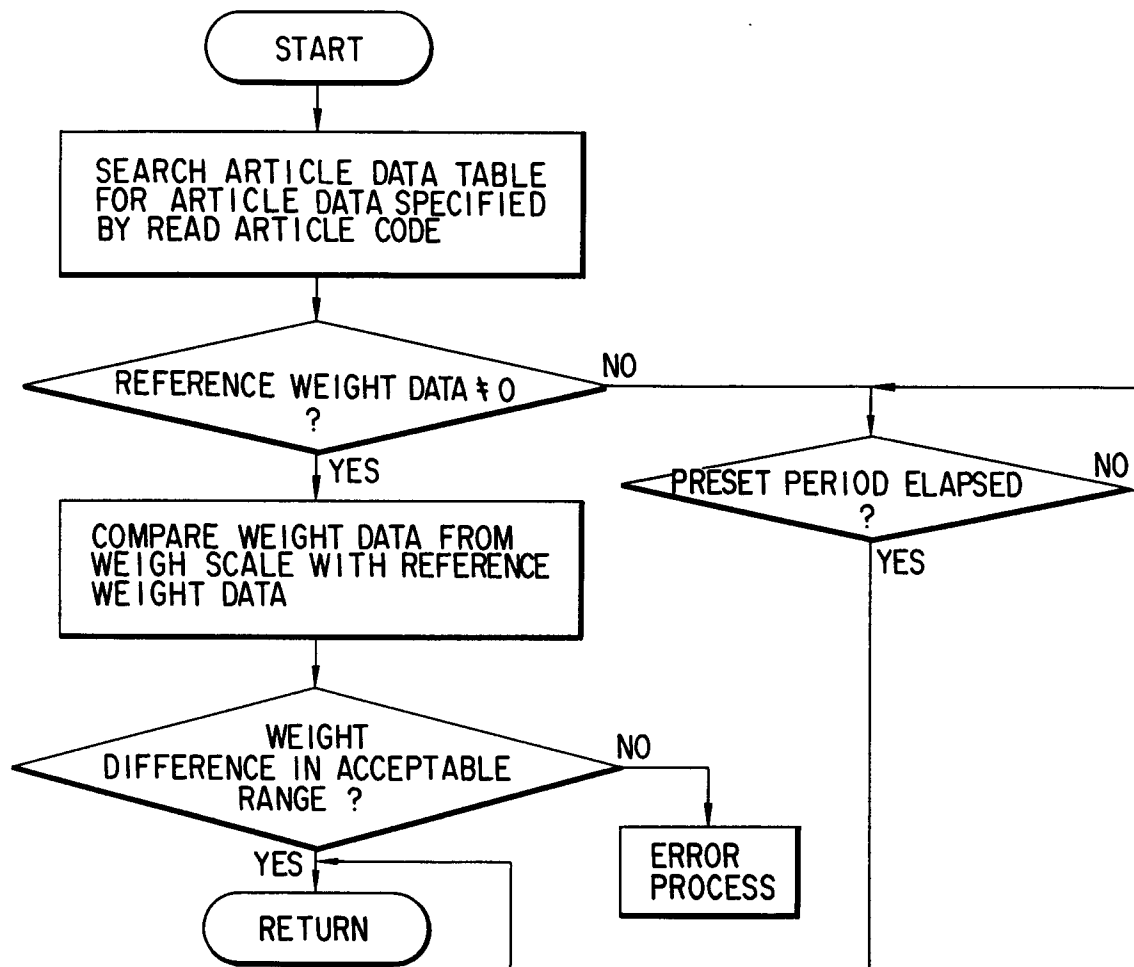 START
SEARCH ARTICLE DATA TABLE
FOR ARTICLE DATA SPECIFIED
BY READ ARTICLE CODE
REFERENCE WEIGHT DATA ≠ 0
?
NO
YES
PRESET PERIOD ELAPSED
?
NO
YES
COMPARE WEIGHT DATA FROM
WEIGH SCALE WITH REFERENCE
WEIGHT DATA
WEIGHT
DIFFERENCE IN ACCEPTABLE
RANGE ?
NO
YES
ERROR
PROCESS
RETURN